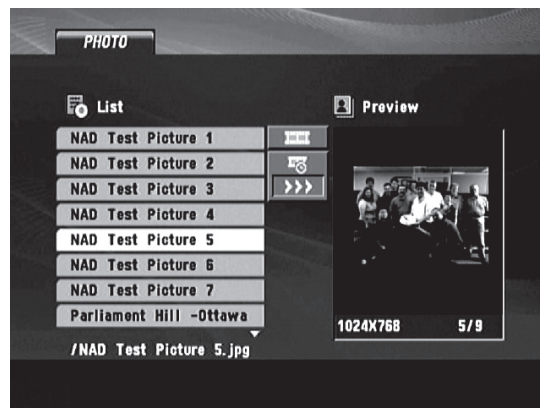 PHOTO
List
NAD Test Picture 1
NAD Test Picture 2
NAD Test Picture 3
NAD Test Picture 4
NAD Test Picture 5
NAD Test Picture 6
NAD Test Picture 7
Parliament Hill -Ottawa
/NAD Test Picture 5.jpg
>>>
Preview
1024X768 5/9